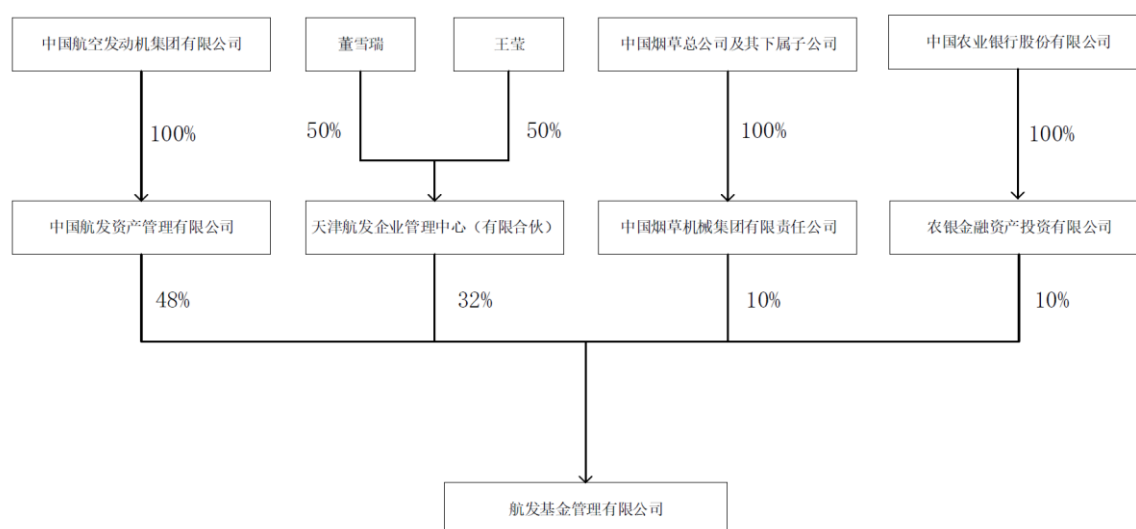 中国航空发动机集团有限公司
董雪瑞
王莹
中国烟草总公司及其下属子公司
中国农业银行股份有限公司
100%
50%
50%
100%
100%
中国航发资产管理有限公司
天津航发企业管理中心（有限合伙）
中国烟草机械集团有限责任公司
农银金融资产投资有限公司
48%
32%
10%
10%
航发基金管理有限公司